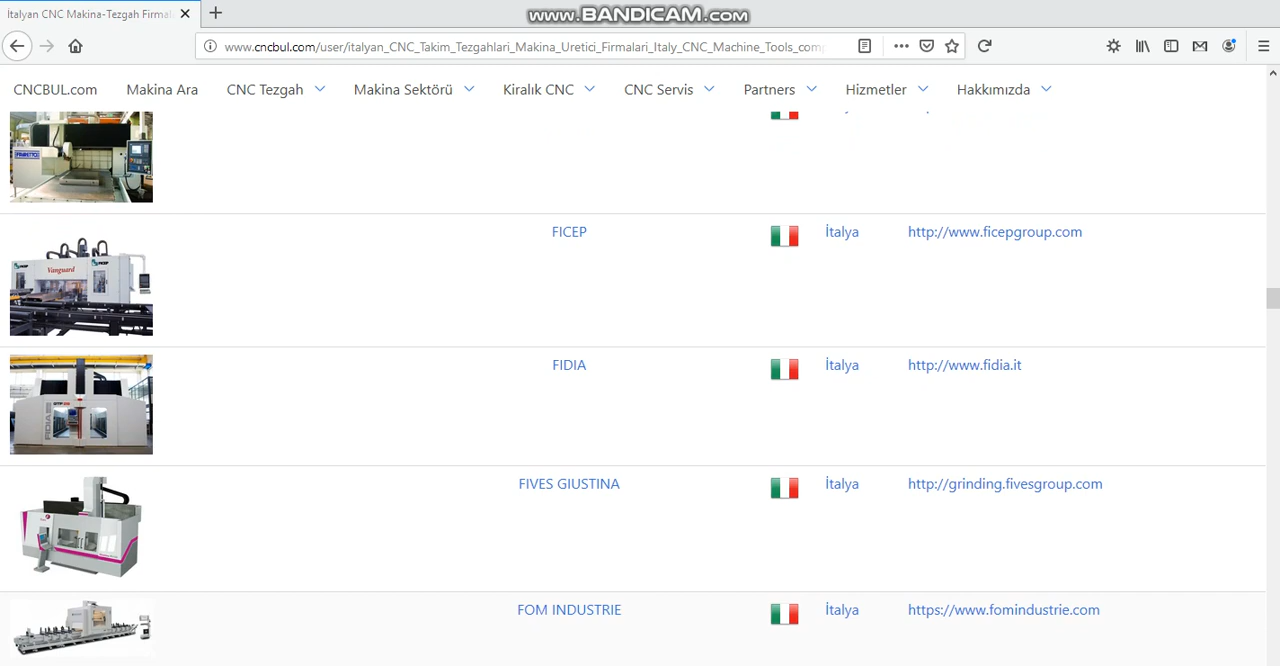 www.BANDICAM.com
İtalyan CNC Makina-Tezgah Firmal
www.cncbul.com/user/italyan_CNC_Takim_Tezgahlari_Makina_Uretici_Firmalari_Italy_CNC_Machine_Tools_comp
CNCBUL.com Makina Ara CNC Tezgah Makina Sektörü Kiralık CNC CNC Servis Partners Hizmetler Hakkımızda
FICEP İtalya http://www.ficepgroup.com
Vanguard
FIDIA İtalya http://www.fidia.it
FIDIA
FIVES GIUSTINA İtalya http://grinding.fivesgroup.com
FOM INDUSTRIE İtalya https://www.fomindustrie.com